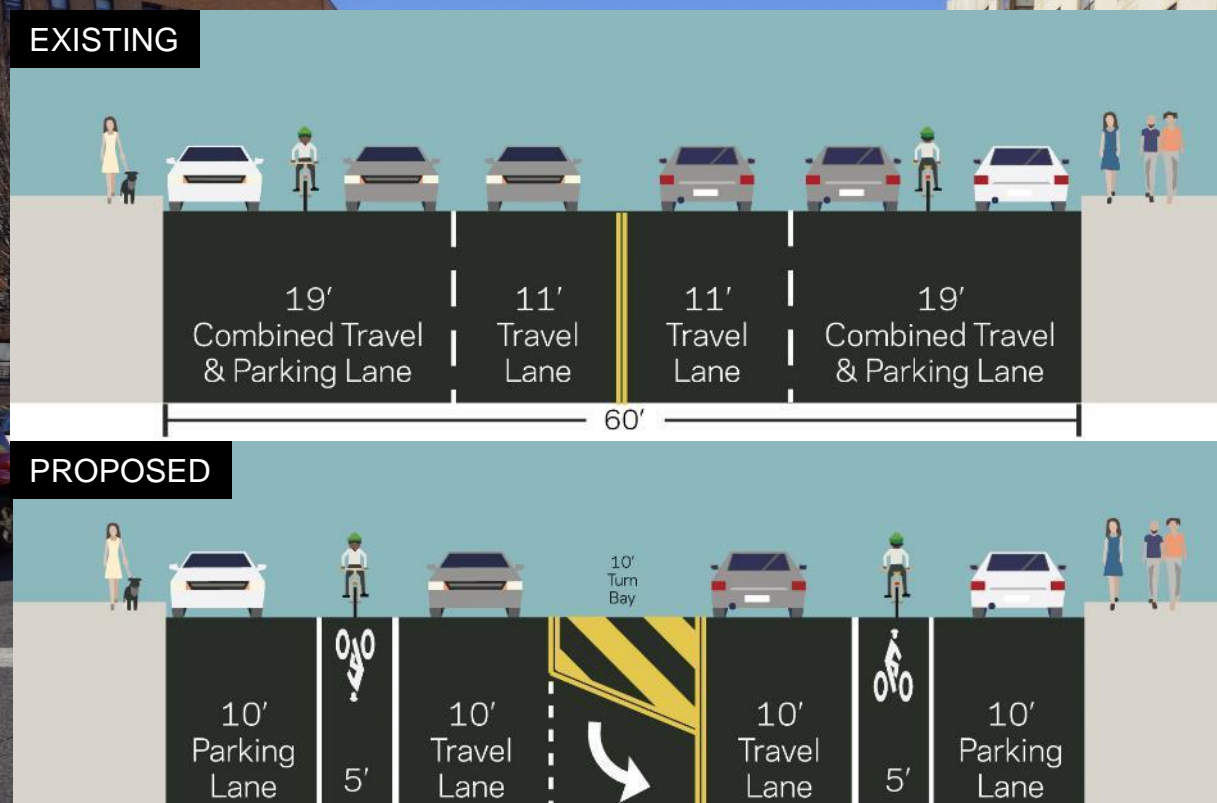 EXISTING
19′
Combined Travel
& Parking Lane
11′
Travel
Lane
11′
Travel
Lane
19′
Combined Travel
& Parking Lane
60′
PROPOSED
10′
Parking
Lane
5′
10′
Travel
Lane
10′
Turn
Bay
10′
Travel
Lane
5′
10′
Parking
Lane